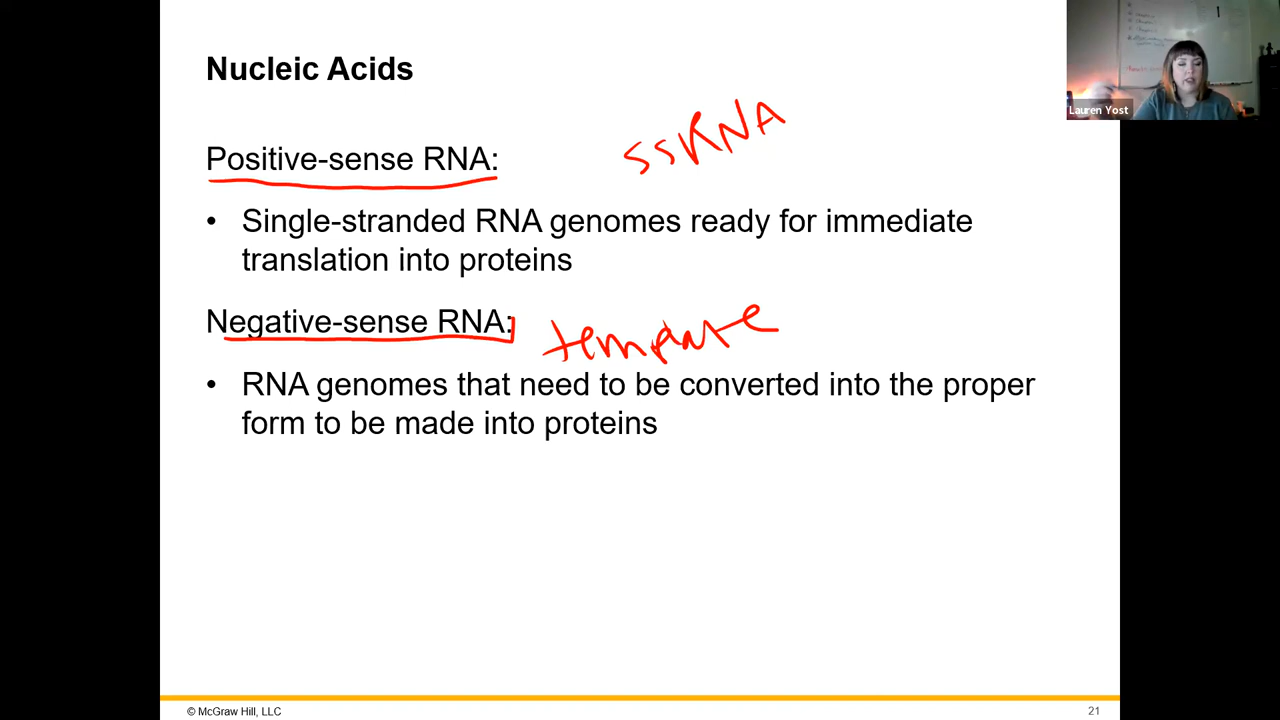 Nucleic Acids
Lauren Yost
ssRNA
Positive-sense RNA:
• Single-stranded RNA genomes ready for immediate
translation into proteins
Negative-sense RNA: template
• RNA genomes that need to be converted into the proper
form to be made into proteins
© McGraw Hill, LLC
21